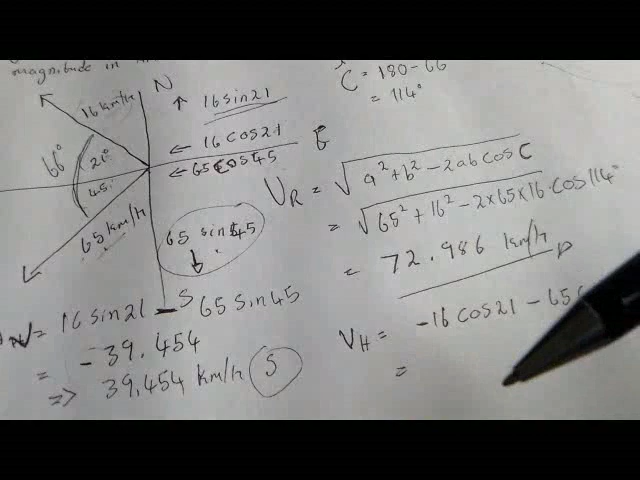 magnitude in
N
16 km/h
↑ 16 sin 21
← 16 cos 21
← 65 cos 45
E
66°
21°
45
65 km/h
65 sin 45
↓
S
= 16 sin 21 - 65 sin 45
= - 39.454
=> 39.454 km/h S
C = 180 - 66
= 114°
V_R = √a² + b² - 2ab cos C
= √65² + 16² - 2×65×16 cos 114°
= 72.986 km/h
V_H = -16 cos 21 - 65
=